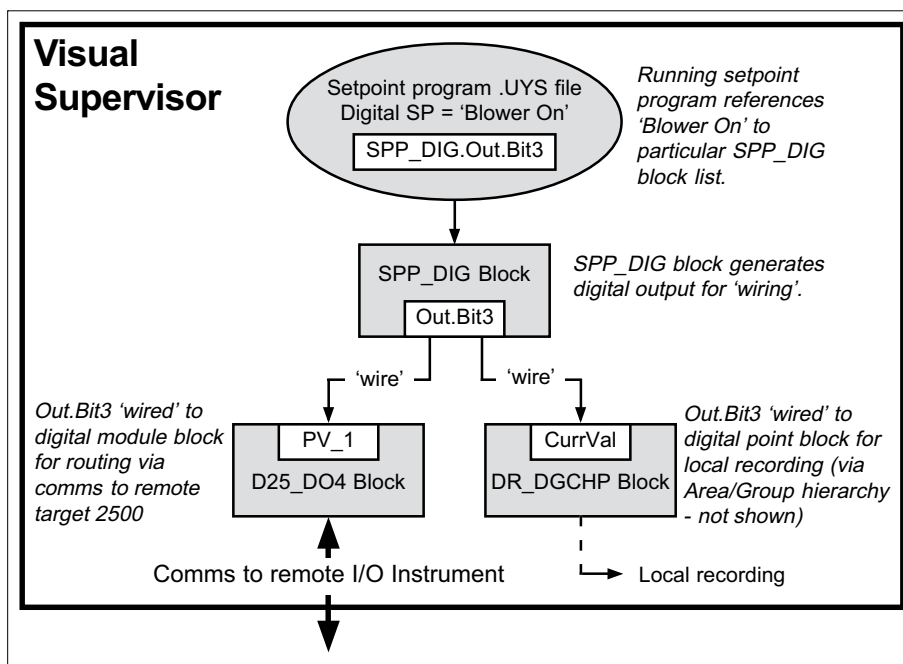 Visual
Supervisor
Setpoint program .UYS file
Digital SP = ‘Blower On’
SPP_DIG.Out.Bit3
Running setpoint
program references
‘Blower On’ to
particular SPP_DIG
block list.
SPP_DIG Block
Out.Bit3
SPP_DIG block generates
digital output for ‘wiring’.
‘wire’
‘wire’
Out.Bit3 ‘wired’ to
digital module block
for routing via
comms to remote
target 2500
PV_1
D25_DO4 Block
CurrVal
DR_DGCHP Block
Out.Bit3 ‘wired’ to
digital point block for
local recording (via
Area/Group hierarchy
- not shown)
Comms to remote I/O Instrument
Local recording